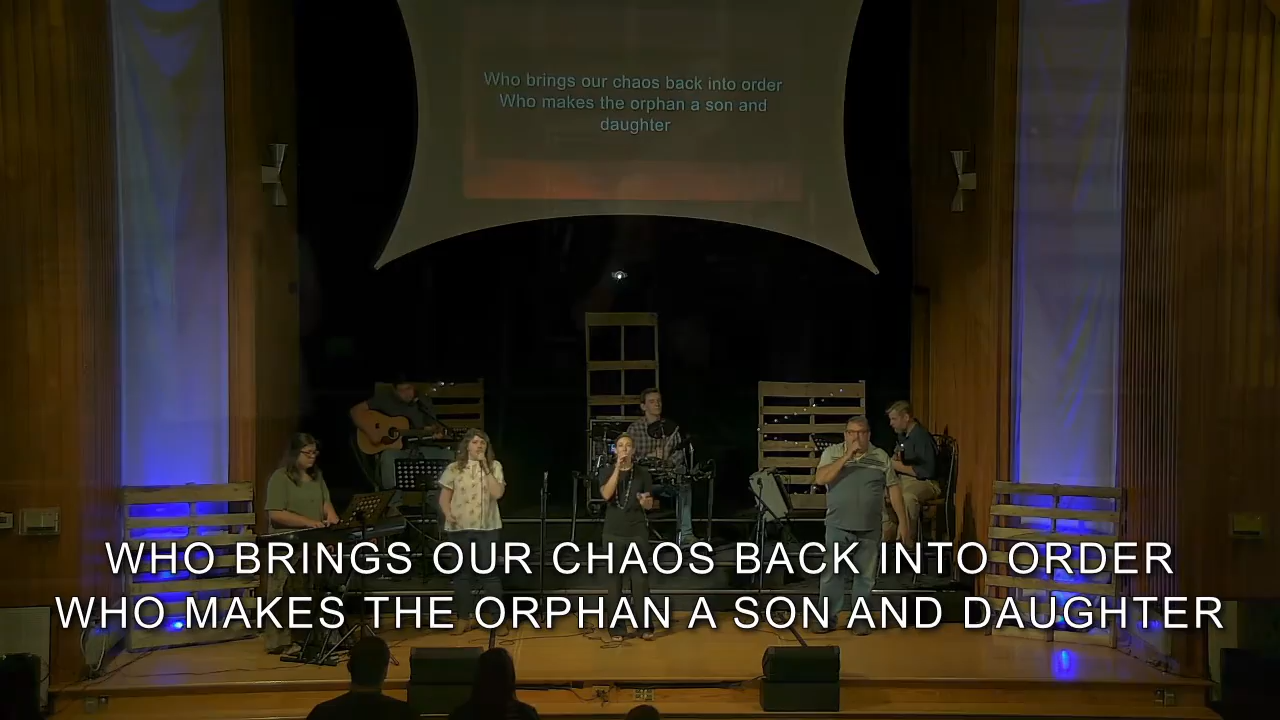 Who brings our chaos back into order
Who makes the orphan a son and
daughter
WHO BRINGS OUR CHAOS BACK INTO ORDER
WHO MAKES THE ORPHAN A SON AND DAUGHTER